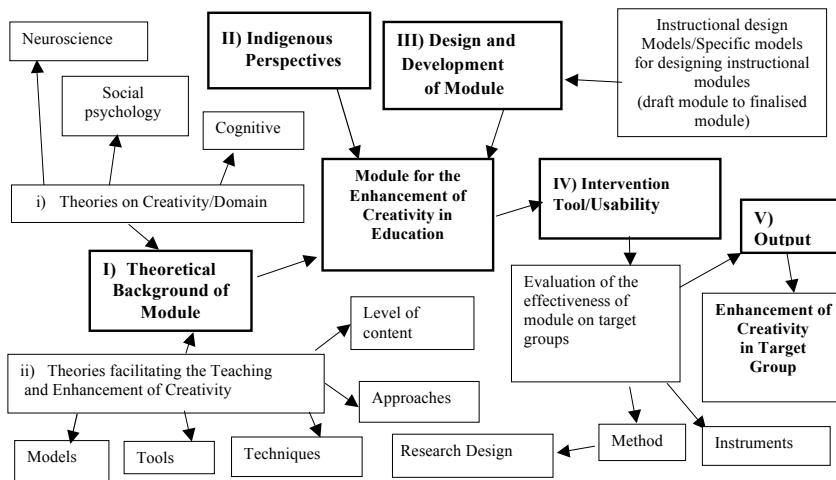 Neuroscience
II) Indigenous
Perspectives
III) Design and
Development
of Module
Instructional design
Models/Specific models
for designing instructional
modules
(draft module to finalised
module)
Social
psychology
Cognitive
Module for the
Enhancement of
Creativity in
Education
IV) Intervention
Tool/Usability
i) Theories on Creativity/Domain
V)
Output
I) Theoretical
Background of
Module
Evaluation of the
effectiveness of
module on target
groups
Level of
content
Enhancement of
Creativity
in Target
Group
ii) Theories facilitating the Teaching
and Enhancement of Creativity
Approaches
Models
Tools
Techniques
Research Design
Method
Instruments